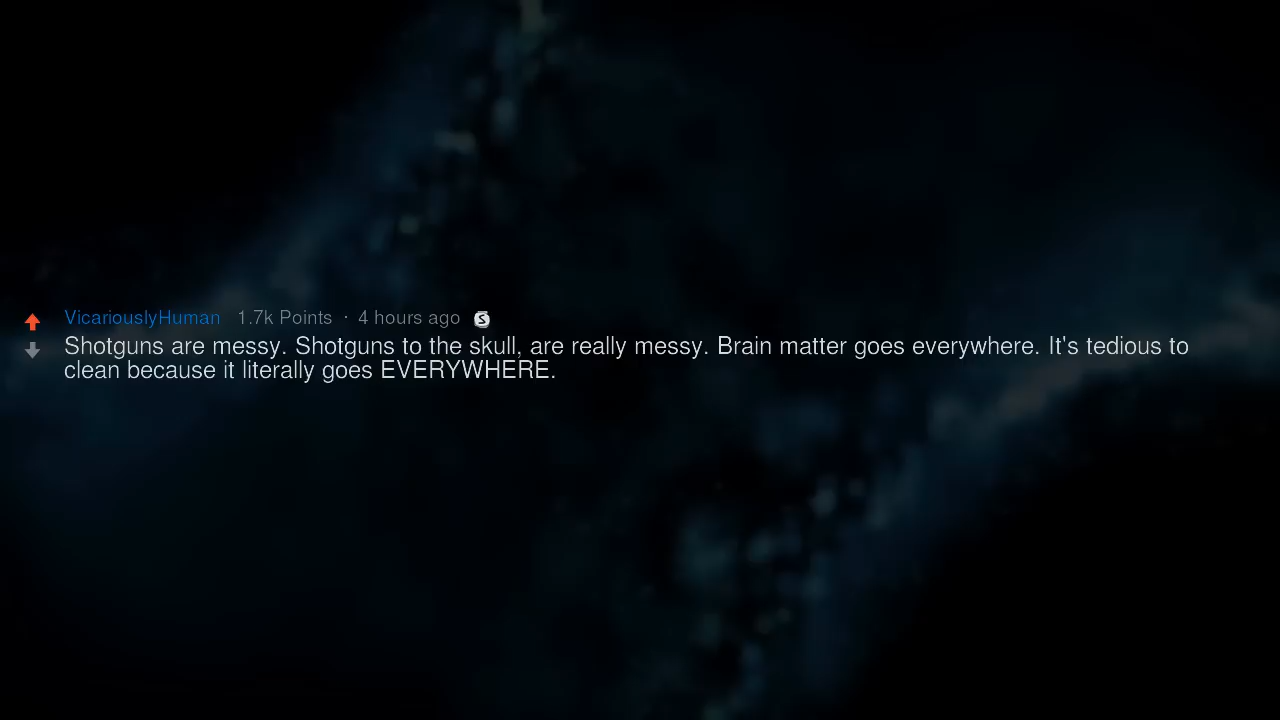 VicariouslyHuman 1.7k Points · 4 hours ago S
Shotguns are messy. Shotguns to the skull, are really messy. Brain matter goes everywhere. It's tedious to
clean because it literally goes EVERYWHERE.